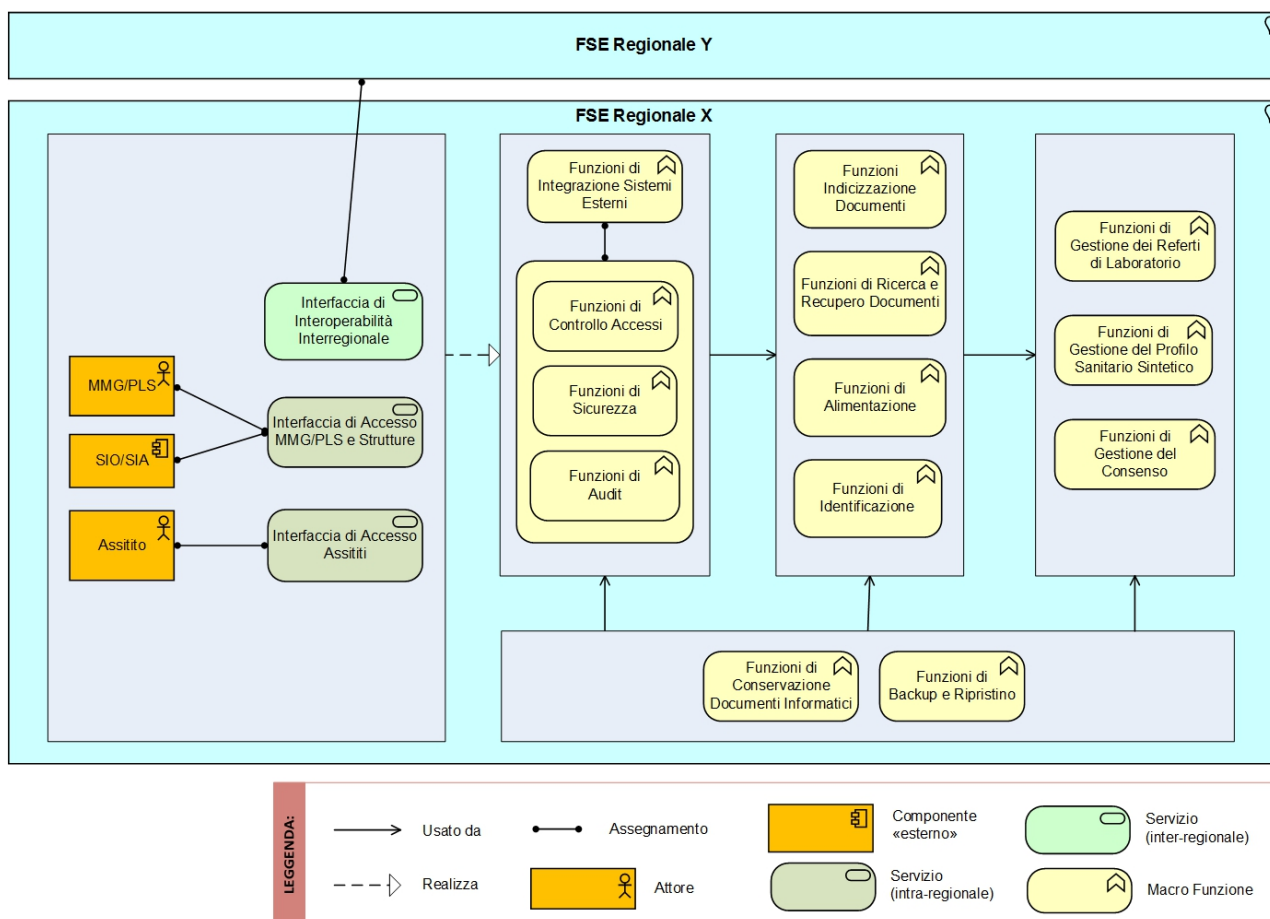 FSE Regionale Y
FSE Regionale X
Interfaccia di
Interoperabilità
Interregionale
MMG/PLS
SIO/SIA
Interfaccia di Accesso
MMG/PLS e Strutture
Assitito
Interfaccia di Accesso
Assititi
Funzioni di
Integrazione Sistemi
Esterni
Funzioni di
Controllo Accessi
Funzioni di
Sicurezza
Funzioni di
Audit
Funzioni
Indicizzazione
Documenti
Funzioni di Ricerca e
Recupero Documenti
Funzioni di
Alimentazione
Funzioni di
Identificazione
Funzioni di
Gestione dei Referti
di Laboratorio
Funzioni di
Gestione del Profilo
Sanitario Sintetico
Funzioni di
Gestione del
Consenso
Funzioni di
Conservazione
Documenti Informatici
Funzioni di
Backup e Ripristino
LEGGENDA:
Usato da
Assegnamento
Componente
«esterno»
Servizio
(inter-regionale)
Realizza
Attore
Servizio
(intra-regionale)
Macro Funzione